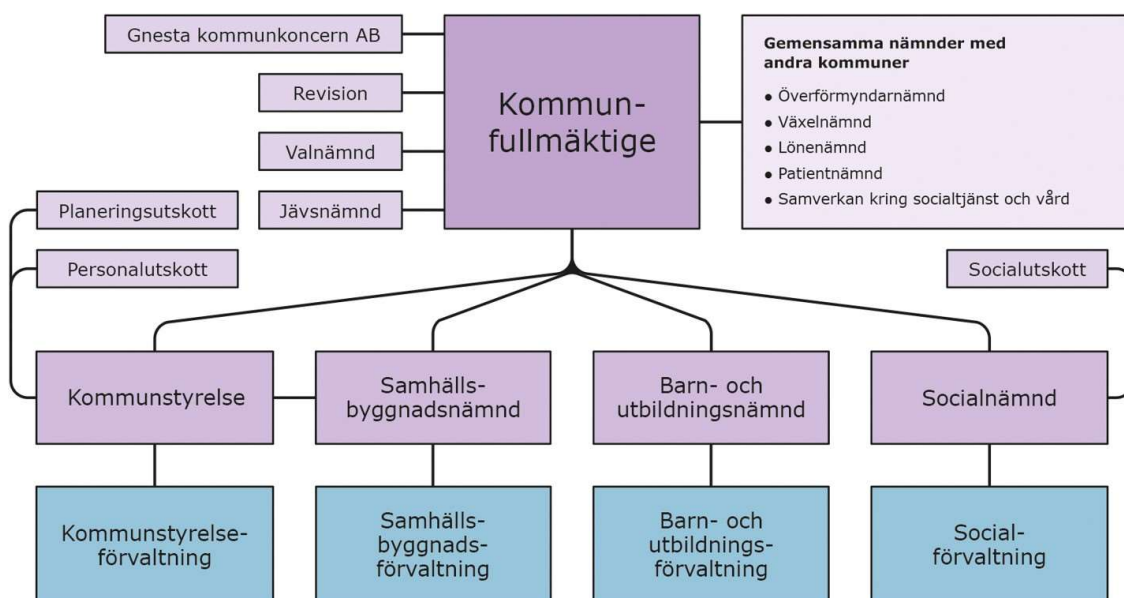 Gnesta kommunkoncern AB
Revision
Valnämnd
Jävsnämnd
Kommun-
fullmäktige
Gemensamma nämnder med
andra kommuner
● Överförmyndarnämnd
● Växelnämnd
● Lönenämnd
● Patientnämnd
● Samverkan kring socialtjänst och vård
Planeringsutskott
Personalutskott
Socialutskott
Kommunstyrelse
Samhälls-
byggnadsnämnd
Barn- och
utbildningsnämnd
Socialnämnd
Kommunstyrelse-
förvaltning
Samhälls-
byggnads-
förvaltning
Barn- och
utbildnings-
förvaltning
Social-
förvaltning